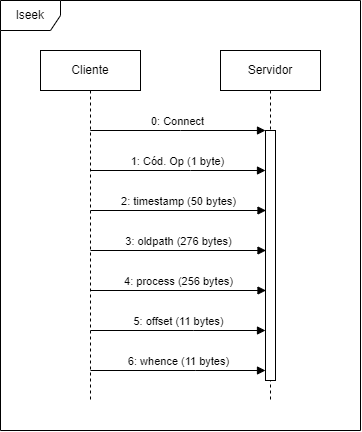 lseek
Cliente
Servidor
0: Connect
1: Cód. Op (1 byte)
2: timestamp (50 bytes)
3: oldpath (276 bytes)
4: process (256 bytes)
5: offset (11 bytes)
6: whence (11 bytes)